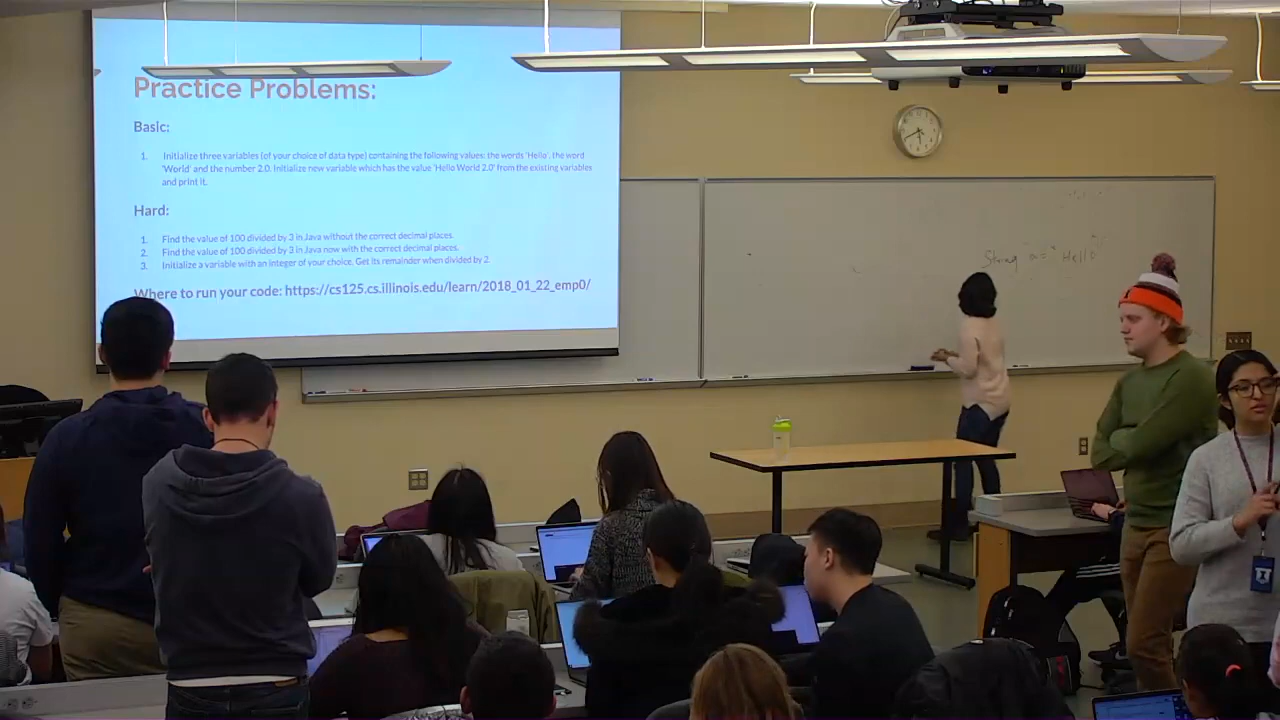 Practice Problems:
Basic:
1. Initialize three variables (of your choice of data type) containing the following values: the words 'Hello', the word
'World' and the number 2.0. Initialize new variable which has the value 'Hello World 2.0' from the existing variables
and print it.
Hard:
1. Find the value of 100 divided by 3 in Java without the correct decimal places.
2. Find the value of 100 divided by 3 in Java now with the correct decimal places.
3. Initialize a variable with an integer of your choice. Get its remainder when divided by 2.
Where to run your code: https://cs125.cs.illinois.edu/learn/2018_01_22_emp0/
String a = "Hello